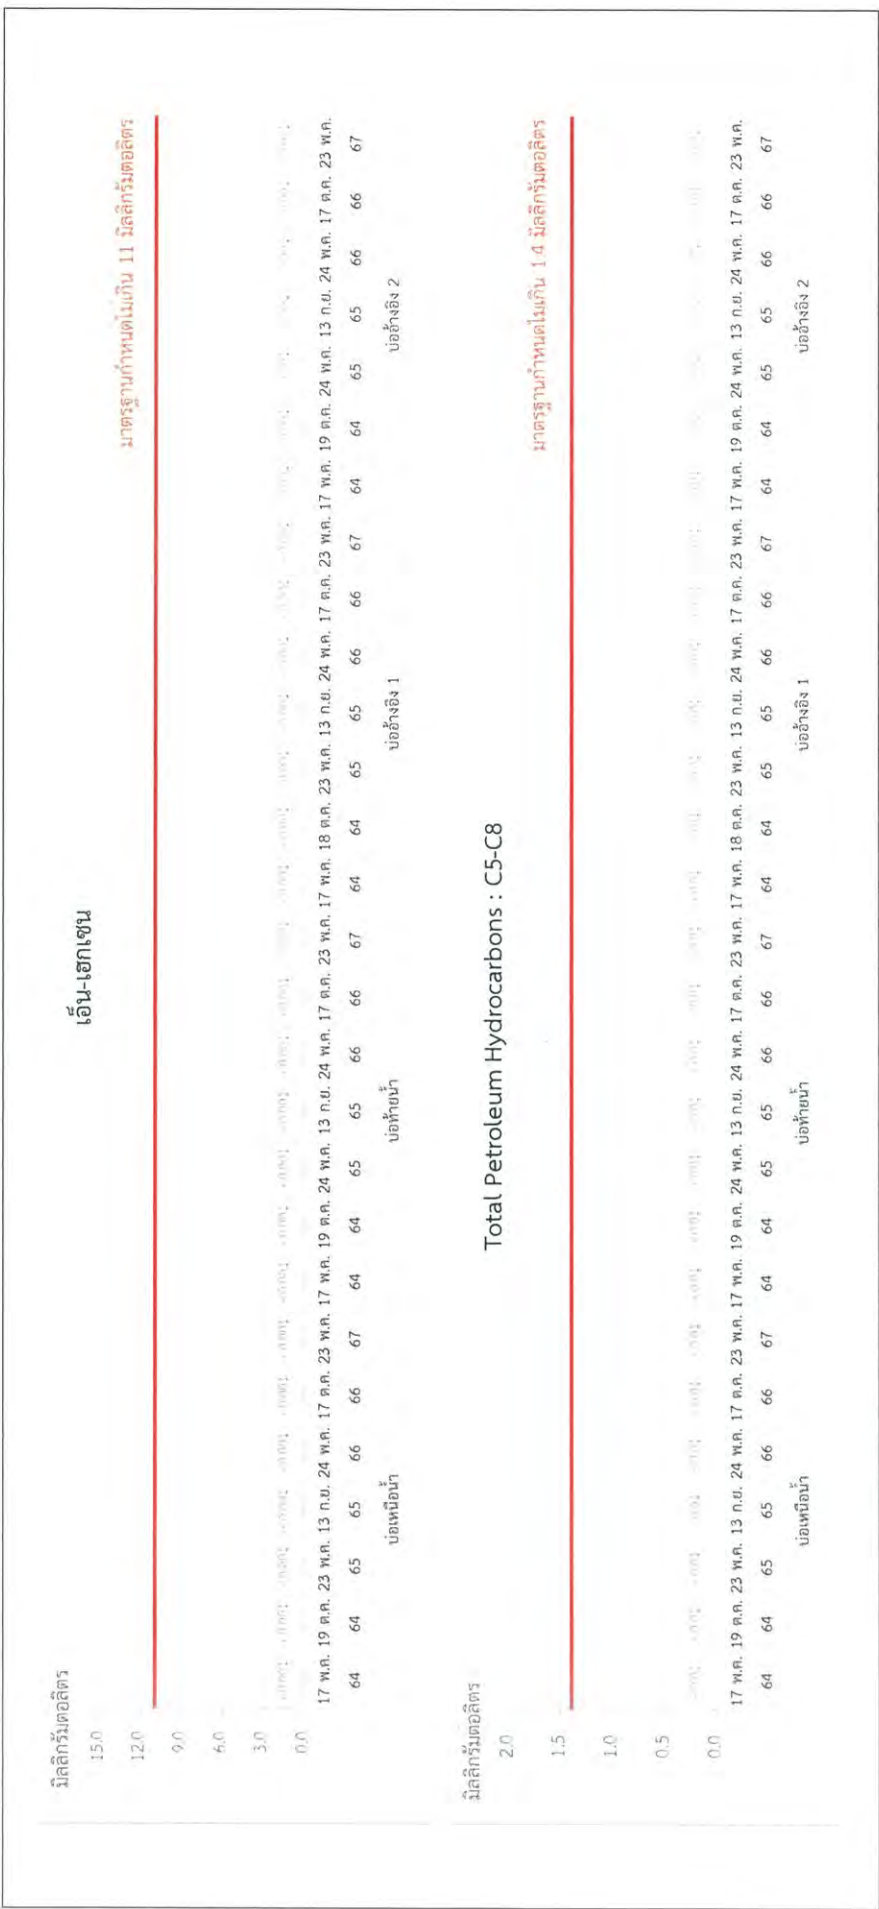 เอ็น-เฮกเซน
มิลลิกรัมต่อลิตร
มาตรฐานกำหนดไม่เกิน 11 มิลลิกรัมต่อลิตร
15.0
12.0
9.0
6.0
3.0
0.0
17 พ.ค. 19 ต.ค. 23 พ.ค. 13 ก.ย. 24 พ.ค. 17 ต.ค. 23 พ.ค. 17 พ.ค. 19 ต.ค. 24 พ.ค. 13 ก.ย. 24 พ.ค. 17 ต.ค. 23 พ.ค. 17 พ.ค. 18 ต.ค. 23 พ.ค. 13 ก.ย. 24 พ.ค. 17 ต.ค. 23 พ.ค. 17 พ.ค. 19 ต.ค. 24 พ.ค. 13 ก.ย. 24 พ.ค. 17 ต.ค. 23 พ.ค.
64 64 65 65 66 66 67 64 64 65 65 66 66 67 64 64 65 65 66 66 67 64 64 65 65 66 66 67
บ่อเหนือน้ำ บ่อท้ายน้ำ บ่ออ้างอิง 1 บ่ออ้างอิง 2
Total Petroleum Hydrocarbons : C5-C8
มิลลิกรัมต่อลิตร
มาตรฐานกำหนดไม่เกิน 1.4 มิลลิกรัมต่อลิตร
2.0
1.5
1.0
0.5
0.0
17 พ.ค. 19 ต.ค. 23 พ.ค. 13 ก.ย. 24 พ.ค. 17 ต.ค. 23 พ.ค. 17 พ.ค. 19 ต.ค. 24 พ.ค. 13 ก.ย. 24 พ.ค. 17 ต.ค. 23 พ.ค. 17 พ.ค. 18 ต.ค. 23 พ.ค. 13 ก.ย. 24 พ.ค. 17 ต.ค. 23 พ.ค. 17 พ.ค. 19 ต.ค. 24 พ.ค. 13 ก.ย. 24 พ.ค. 17 ต.ค. 23 พ.ค.
64 64 65 65 66 66 67 64 64 65 65 66 66 67 64 64 65 65 66 66 67 64 64 65 65 66 66 67
บ่อเหนือน้ำ บ่อท้ายน้ำ บ่ออ้างอิง 1 บ่ออ้างอิง 2